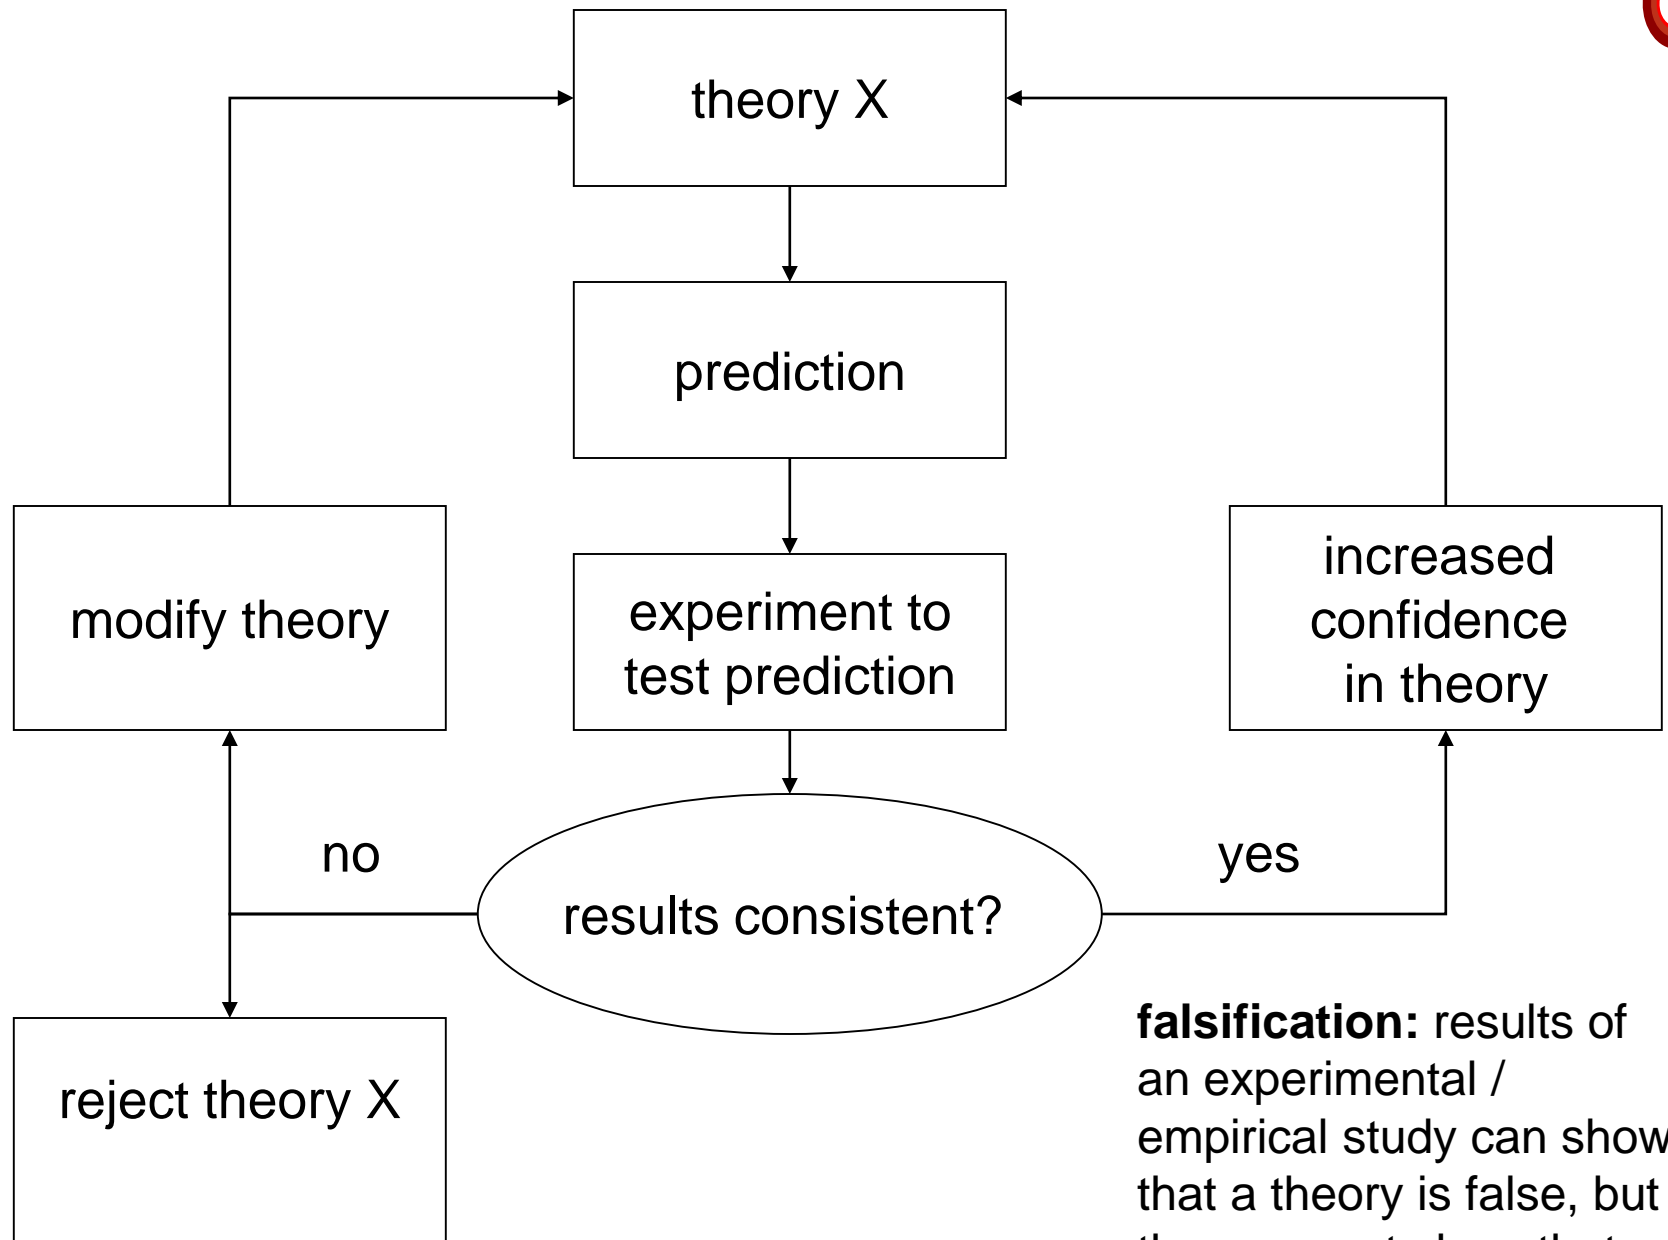 theory X
prediction
modify theory
experiment to
test prediction
increased
confidence
in theory
no
yes
results consistent?
reject theory X
falsification: results of
an experimental /
empirical study can show
that a theory is false, but